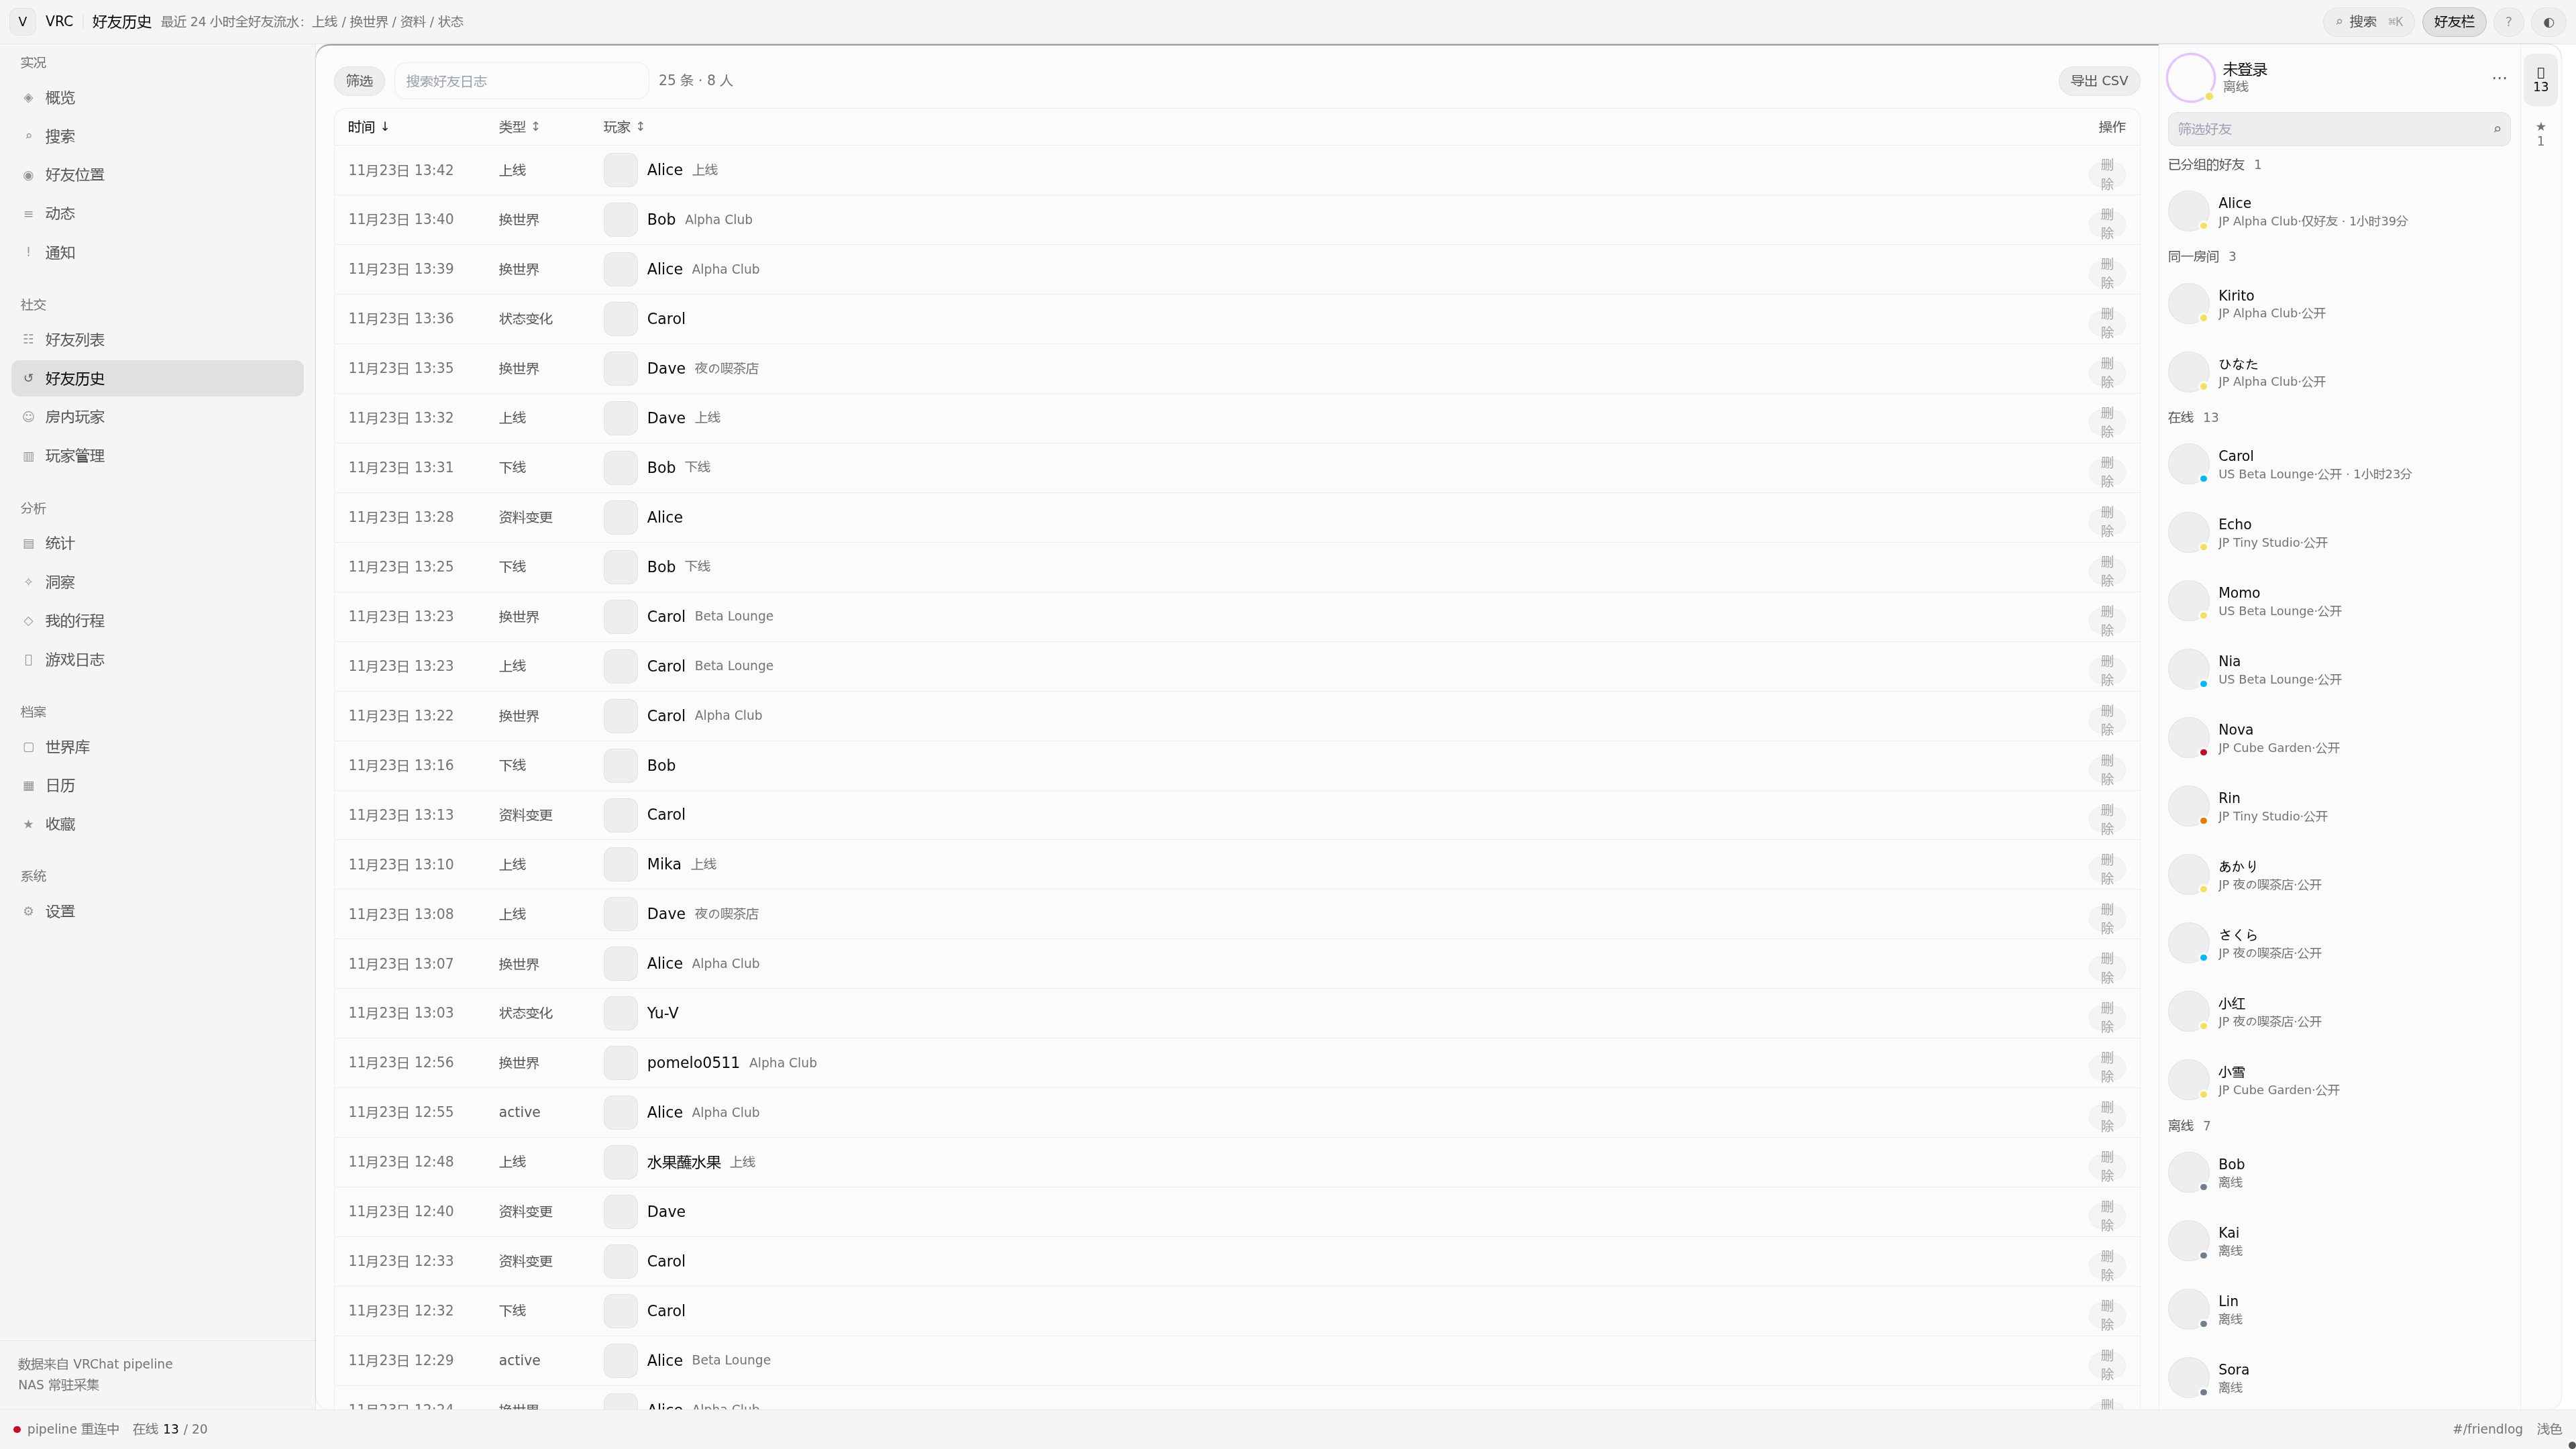 V VRC 好友历史 最近 24 小时全好友流水：上线 / 换世界 / 资料 / 状态
搜索 ⌘K 好友栏 ?
实况
概览
搜索
好友位置
动态
通知
社交
好友列表
好友历史
房内玩家
玩家管理
分析
统计
洞察
我的行程
游戏日志
档案
世界库
日历
收藏
系统
设置
数据来自 VRChat pipeline
NAS 常驻采集
筛选 搜索好友日志 25 条 · 8 人 导出 CSV
时间 ↓ 类型 ↕ 玩家 ↕ 操作
11月23日 13:42 上线 Alice 上线 删除
11月23日 13:40 换世界 Bob Alpha Club 删除
11月23日 13:39 换世界 Alice Alpha Club 删除
11月23日 13:36 状态变化 Carol 删除
11月23日 13:35 换世界 Dave 夜の喫茶店 删除
11月23日 13:32 上线 Dave 上线 删除
11月23日 13:31 下线 Bob 下线 删除
11月23日 13:28 资料变更 Alice 删除
11月23日 13:25 下线 Bob 下线 删除
11月23日 13:23 换世界 Carol Beta Lounge 删除
11月23日 13:23 上线 Carol Beta Lounge 删除
11月23日 13:22 换世界 Carol Alpha Club 删除
11月23日 13:16 下线 Bob 删除
11月23日 13:13 资料变更 Carol 删除
11月23日 13:10 上线 Mika 上线 删除
11月23日 13:08 上线 Dave 夜の喫茶店 删除
11月23日 13:07 换世界 Alice Alpha Club 删除
11月23日 13:03 状态变化 Yu-V 删除
11月23日 12:56 换世界 pomelo0511 Alpha Club 删除
11月23日 12:55 active Alice Alpha Club 删除
11月23日 12:48 上线 水果蘸水果 上线 删除
11月23日 12:40 资料变更 Dave 删除
11月23日 12:33 资料变更 Carol 删除
11月23日 12:32 下线 Carol 删除
11月23日 12:29 active Alice Beta Lounge 删除
11月23日 12:24 换世界 Alice Alpha Club
未登录 ⋯
离线
13
★
1
筛选好友
已分组的好友 1
Alice
JP Alpha Club·仅好友 · 1小时39分
同一房间 3
Kirito
JP Alpha Club·公开
ひなた
JP Alpha Club·公开
在线 13
Carol
US Beta Lounge·公开 · 1小时23分
Echo
JP Tiny Studio·公开
Momo
US Beta Lounge·公开
Nia
US Beta Lounge·公开
Nova
JP Cube Garden·公开
Rin
JP Tiny Studio·公开
あかり
JP 夜の喫茶店·公开
さくら
JP 夜の喫茶店·公开
小红
JP 夜の喫茶店·公开
小雪
JP Cube Garden·公开
离线 7
Bob
离线
Kai
离线
Lin
离线
Sora
离线
pipeline 重连中 在线 13 / 20
#/friendlog 浅色